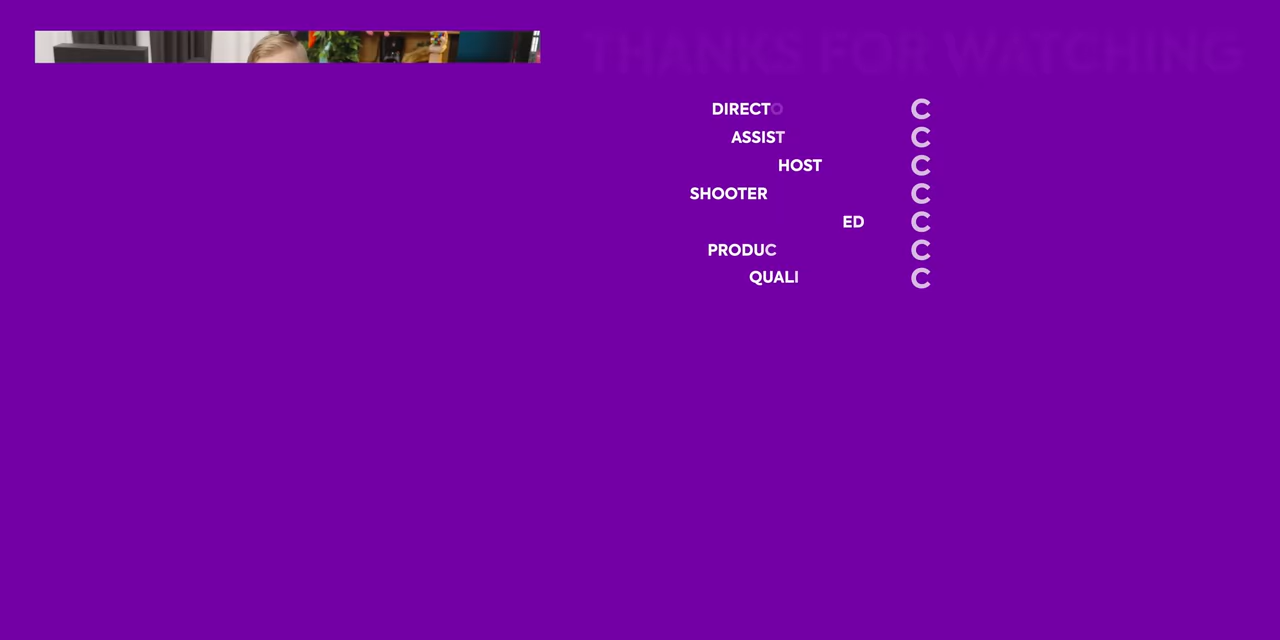 THANKS FOR WATCHING
DIRECTO C
ASSIST C
HOST C
SHOOTER C
ED C
PRODUC C
QUALI C